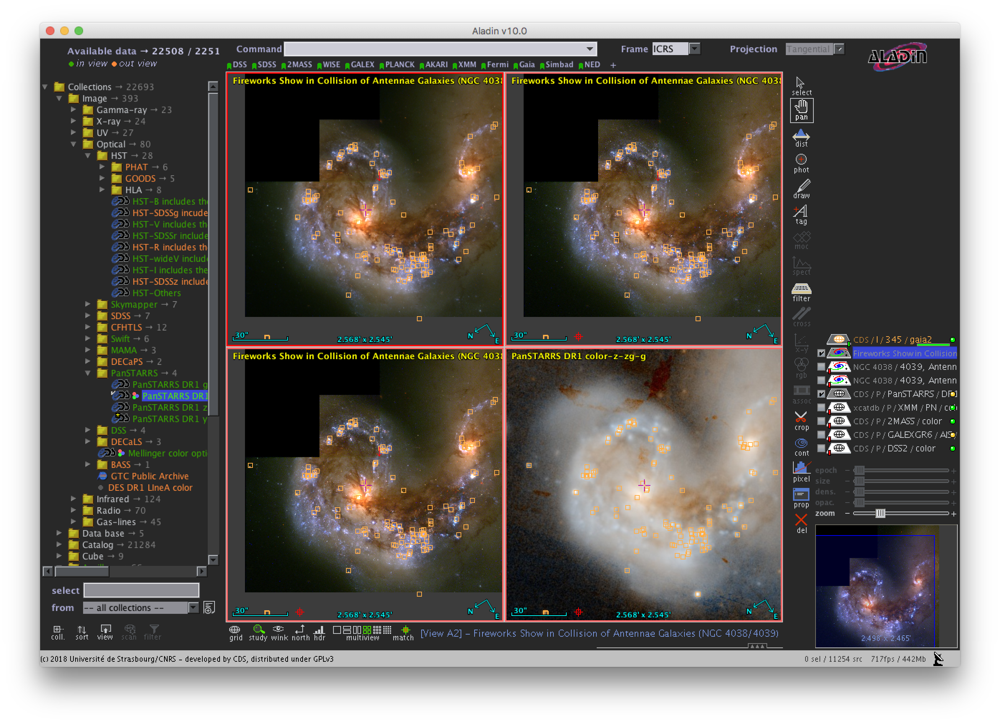 Aladin v10.0
Available data → 22508 / 2251
in view out view
Command
Frame ICRS
Projection Tangential
ALADIN
DSS SDSS 2MASS WISE GALEX PLANCK AKARI XMM Fermi Gaia Simbad NED +
Collections → 22693
Image → 393
Gamma-ray → 23
X-ray → 24
UV → 27
Optical → 80
HST → 28
PHAT → 6
GOODS → 5
HLA → 8
HST-B includes the
HST-SDSSg incude
HST-V includes th
HST-SDSSr include
HST-R includes th
HST-wideV includ
HST-I includes the
HST-SDSSz include
HST-Others
Skymapper → 7
SDSS → 7
CFHTLS → 12
Swift → 6
MAMA → 3
DECaPS → 2
PanSTARRS → 4
PanSTARRS DR1 g
PanSTARRS DR1
PanSTARRS DR1 z
PanSTARRS DR1 y
DSS → 4
DECaLS → 3
Mellinger color opti
BASS → 1
GTC Public Archive
DES DR1 LIneA color
Infrared → 124
Radio → 70
Gas-lines → 45
Data base → 5
Catalog → 21284
Cube → 9
select
from -- all collections --
coll. sort view scan filter
Fireworks Show in Collision of Antennae Galaxies (NGC 403
30"
2.568' x 2.545'
N
E
Fireworks Show in Collision of Antennae Galaxies (NGC 403
30"
2.568' x 2.545'
N
E
Fireworks Show in Collision of Antennae Galaxies (NGC 403
30"
2.568' x 2.545'
N
E
PanSTARRS DR1 color-z-zg-g
30"
2.568' x 2.545'
N
E
grid study wink north hdr multiview match
[View A2] - Fireworks Show in Collision of Antennae Galaxies (NGC 4038/4039)
select
pan
dist
phot
draw
tag
moc
spect
filter
cross
x-y
rgb
assoc
crop
cont
pixel
prop
del
CDS / I / 345 / gaia2
Fireworks Show in Collision
NGC 4038 / 4039, Antenn
NGC 4038 / 4039, Antenn
CDS / P / PanSTARRS / DR1
xcatdb / P / XMM / PN / co
CDS / P / 2MASS / color
CDS / P / GALEXGR6 / AIS /
CDS / P / DSS2 / color
epoch - +
size - +
dens. - +
opac. - +
zoom - +
2.498' x 2.465'
(c) 2018 Université de Strasbourg/CNRS - developed by CDS, distributed under GPLv3
0 sel / 11254 src 717fps / 442Mb